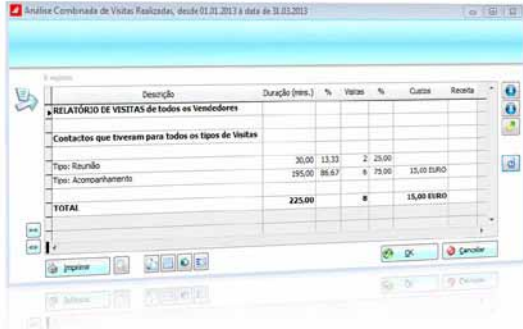 Análise Combinada de Visitas Realizadas, desde 01.01.2013 à data de 31.03.2013
8 registos
Descrição Duração (mins.) % Visitas % Custos Receita
RELATÓRIO DE VISITAS de todos os Vendedores
Contactos que tiveram para todos os tipos de Visitas
Tipo: Reunião 30,00 13,33 2 25,00
Tipo: Acompanhamento 195,00 86,67 6 75,00 15,00 EURO
TOTAL 225,00 8 15,00 EURO
Imprimir OK Cancelar